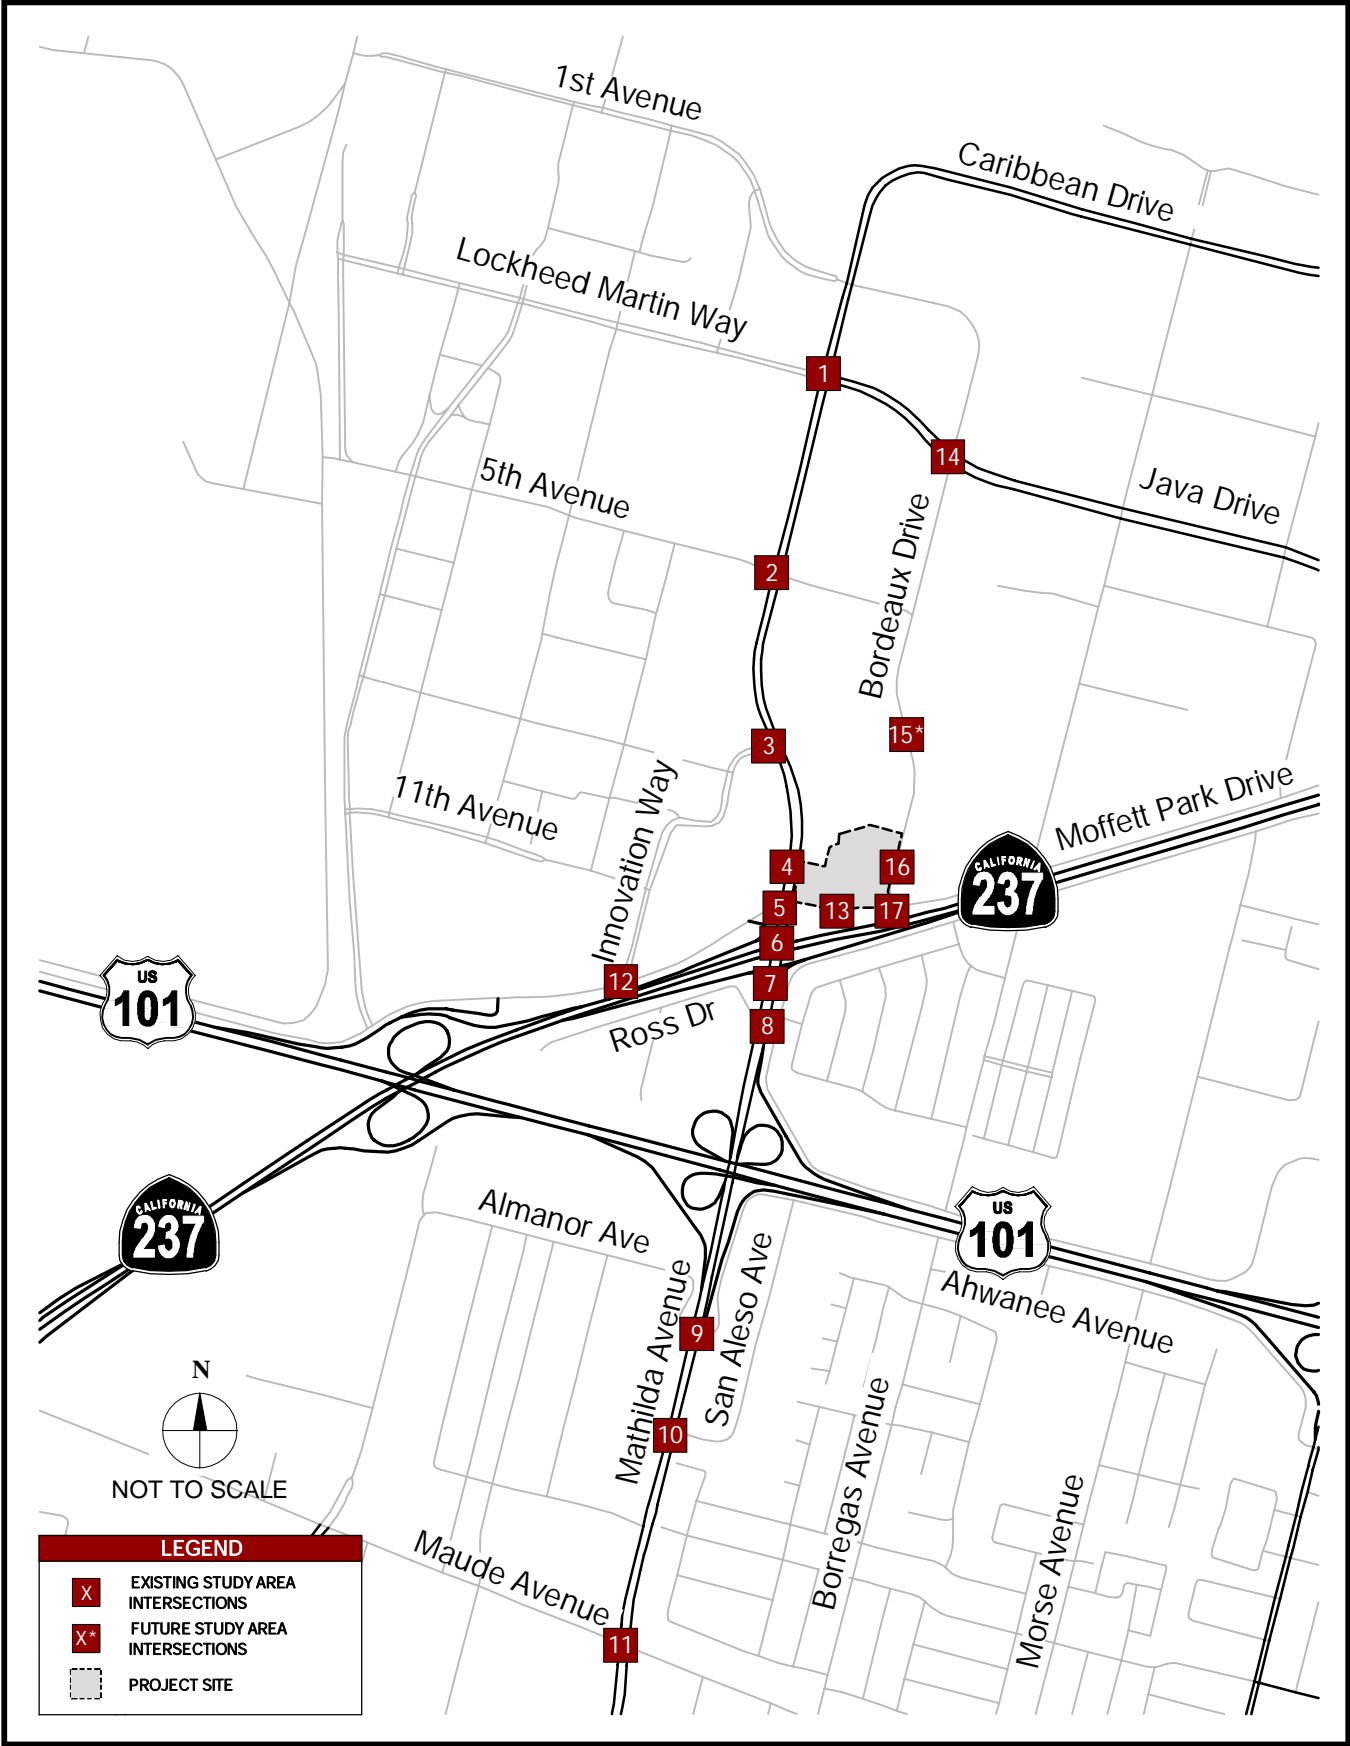 1st Avenue
Caribbean Drive
Lockheed Martin Way
1
14
5th Avenue
Java Drive
2
Bordeaux Drive
3
15*
11th Avenue
Innovation Way
Moffett Park Drive
4
16
CALIFORNIA
237
5
13
17
6
12
7
US
101
Ross Dr
8
CALIFORNIA
237
Almanor Ave
US
101
San Aleso Ave
Mathilda Avenue
Ahwanee Avenue
9
N
NOT TO SCALE
10
Borregas Avenue
Morse Avenue
Maude Avenue
11
LEGEND
X
EXISTING STUDY AREA
INTERSECTIONS
X*
FUTURE STUDY AREA
INTERSECTIONS
PROJECT SITE